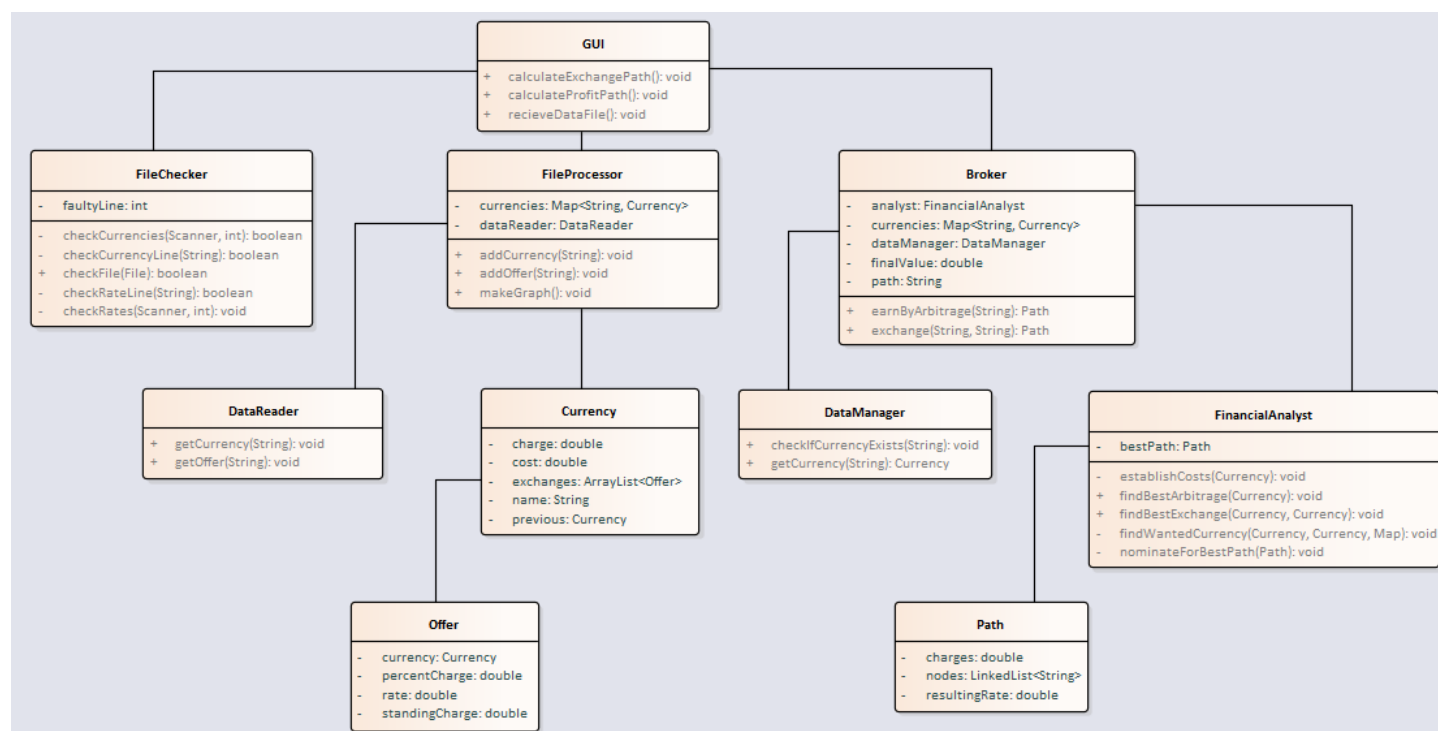 GUI
+ calculateExchangePath(): void
+ calculateProfitPath(): void
+ recieveDataFile(): void
FileChecker
- faultyLine: int
- checkCurrencies(Scanner, int): boolean
- checkCurrencyLine(String): boolean
+ checkFile(File): boolean
- checkRateLine(String): boolean
- checkRates(Scanner, int): void
FileProcessor
- currencies: Map<String, Currency>
- dataReader: DataReader
+ addCurrency(String): void
+ addOffer(String): void
+ makeGraph(): void
Broker
- analyst: FinancialAnalyst
- currencies: Map<String, Currency>
- dataManager: DataManager
- finalValue: double
- path: String
+ earnByArbitrage(String): Path
+ exchange(String, String): Path
DataReader
+ getCurrency(String): void
+ getOffer(String): void
Currency
- charge: double
- cost: double
- exchanges: ArrayList<Offer>
- name: String
- previous: Currency
DataManager
+ checkIfCurrencyExists(String): void
+ getCurrency(String): Currency
FinancialAnalyst
- bestPath: Path
- establishCosts(Currency): void
+ findBestArbitrage(Currency): void
+ findBestExchange(Currency, Currency): void
- findWantedCurrency(Currency, Currency, Map): void
- nominateForBestPath(Path): void
Offer
- currency: Currency
- percentCharge: double
- rate: double
- standingCharge: double
Path
- charges: double
- nodes: LinkedList<String>
- resultingRate: double